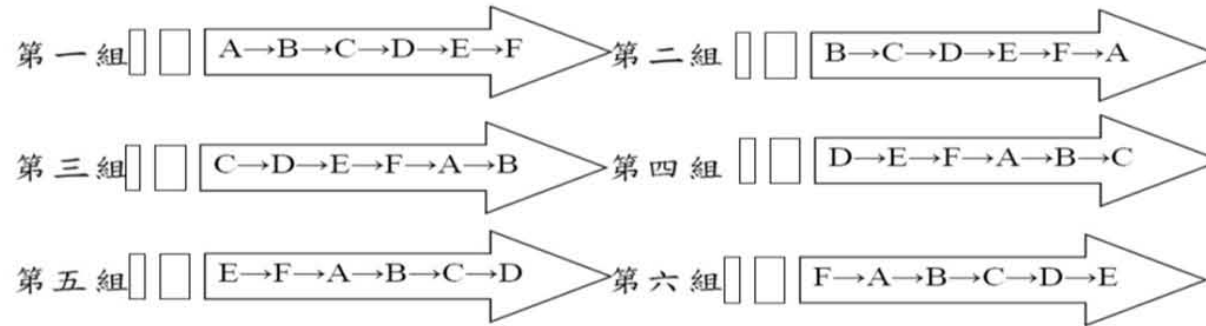 第一組 A→B→C→D→E→F
第二組 B→C→D→E→F→A
第三組 C→D→E→F→A→B
第四組 D→E→F→A→B→C
第五組 E→F→A→B→C→D
第六組 F→A→B→C→D→E